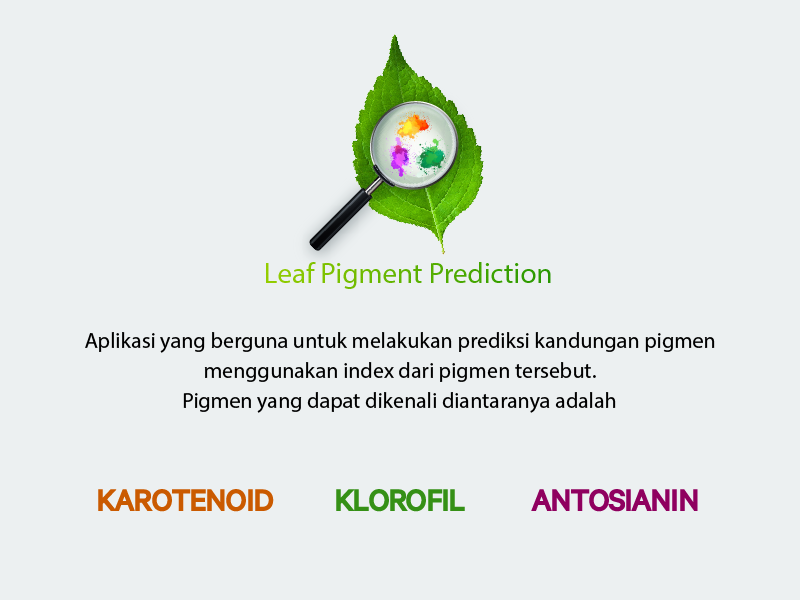 Leaf Pigment Prediction
Aplikasi yang berguna untuk melakukan prediksi kandungan pigmen
menggunakan index dari pigmen tersebut.
Pigmen yang dapat dikenali diantaranya adalah
KAROTENOID KLOROFIL ANTOSIANIN